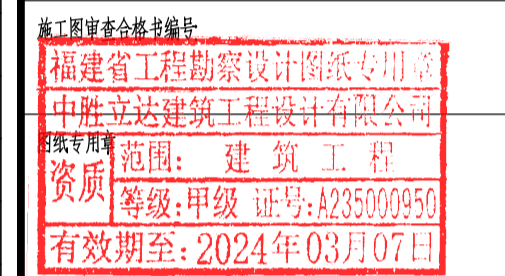 施工图审查合格书编号
福建省工程勘察设计图纸专用章
中胜立达建筑工程设计有限公司
图纸专用章
资质
范围： 建筑工程
等级:甲级 证号:A235000950
有效期至:2024年03月07日